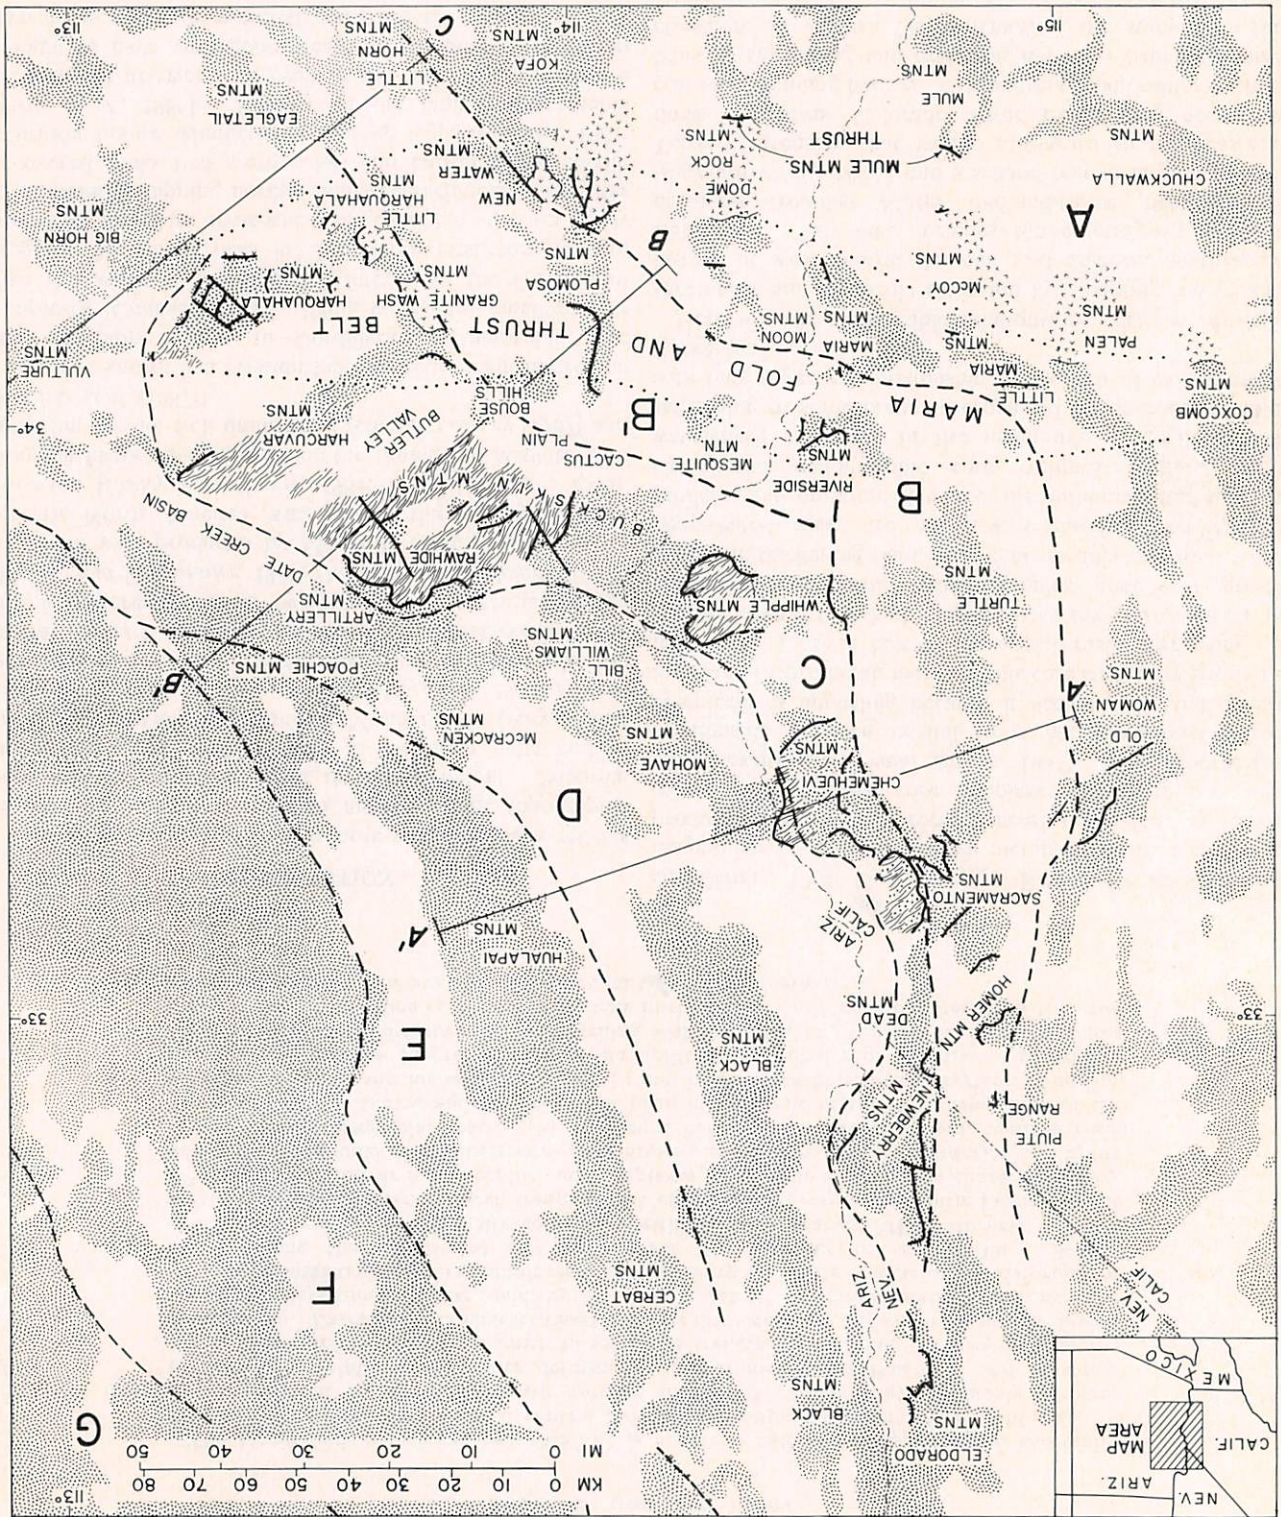 NEV.
ARIZ.
CALIF.
MAP
AREA
MEXICO
113°
KM 0 10 20 30 40 50 60 70 80
MI 0 10 20 30 40 50
G
ELDORADO
MTNS
BLACK
MTNS
NEV.
CALIF
NEV.
ARIZ
CERBAT
MTNS
F
PIUTE
RANGE
NEWBERRY
MTNS
HOMER MTN
BLACK
MTNS
E
33°
33°
DEAD
MTNS.
ARIZ
CALIF.
HUALAPAI
MTNS
A'
SACRAMENTO
MTNS.
D
CHEMEHUEVI
MTNS
MOHAVE
MTNS.
McCRACKEN
MTNS
OLD
WOMAN
MTNS
A
C
BILL
WILLIAMS
MTNS
POACHIE MTNS
B'
ARTILLERY
MTNS
TURTLE
MTNS
WHIPPLE MTNS
RAWHIDE
MTNS
DATE
CREEK BASIN
BUCKSKIN MTNS
B
RIVERSIDE
MTNS
MESQUITE
MTN
CACTUS
PLAIN
BUTLER
VALLEY
HARCUVAR
MTNS
34°
COXCOMB
MTNS
LITTLE
MARIA
MTNS
MARIA
FOLD
AND
THRUST
BELT
B'
BOUSE
HILLS
VULTURE
MTNS
PALEN
MTNS
McCOY
MTNS
MARIA
MTNS
MOON
MTN
PLOMOSA
MTNS
GRANITE WASH
MTNS
HARQUAHALA
MTNS
B
A
CHUCKWALLA
MTNS
DOME
ROCK
MTNS
NEW
WATER
MTNS
LITTLE
HARQUAHALA
MTNS
BIG HORN
MTNS
MULE MTNS
THRUST
MULE
MTNS
KOFA
MTNS
LITTLE
HORN
MTNS
EAGLETAIL
MTNS
C
115°
114°
113°